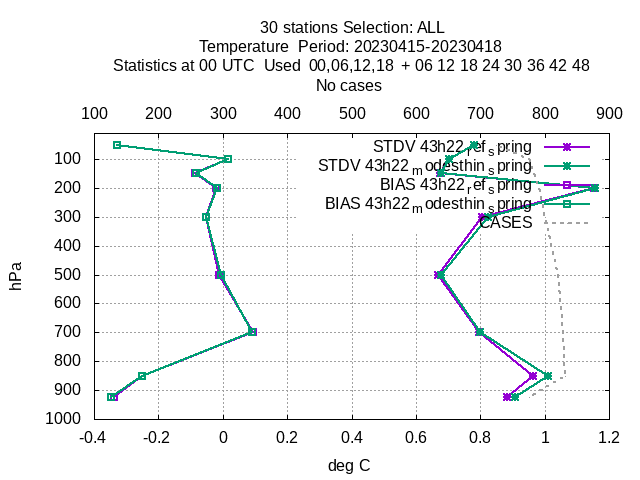 30 stations Selection: ALL
Temperature  Period: 20230415-20230418
Statistics at 00 UTC  Used  00,06,12,18  + 06 12 18 24 30 36 42 48
No cases
100 200 300 400 500 600 700 800 900
STDV 43h22_ref_spring
STDV 43h22_modesthin_spring
BIAS 43h22_ref_spring
BIAS 43h22_modesthin_spring
CASES
hPa
100
200
300
400
500
600
700
800
900
1000
-0.4 -0.2 0 0.2 0.4 0.6 0.8 1 1.2
deg C